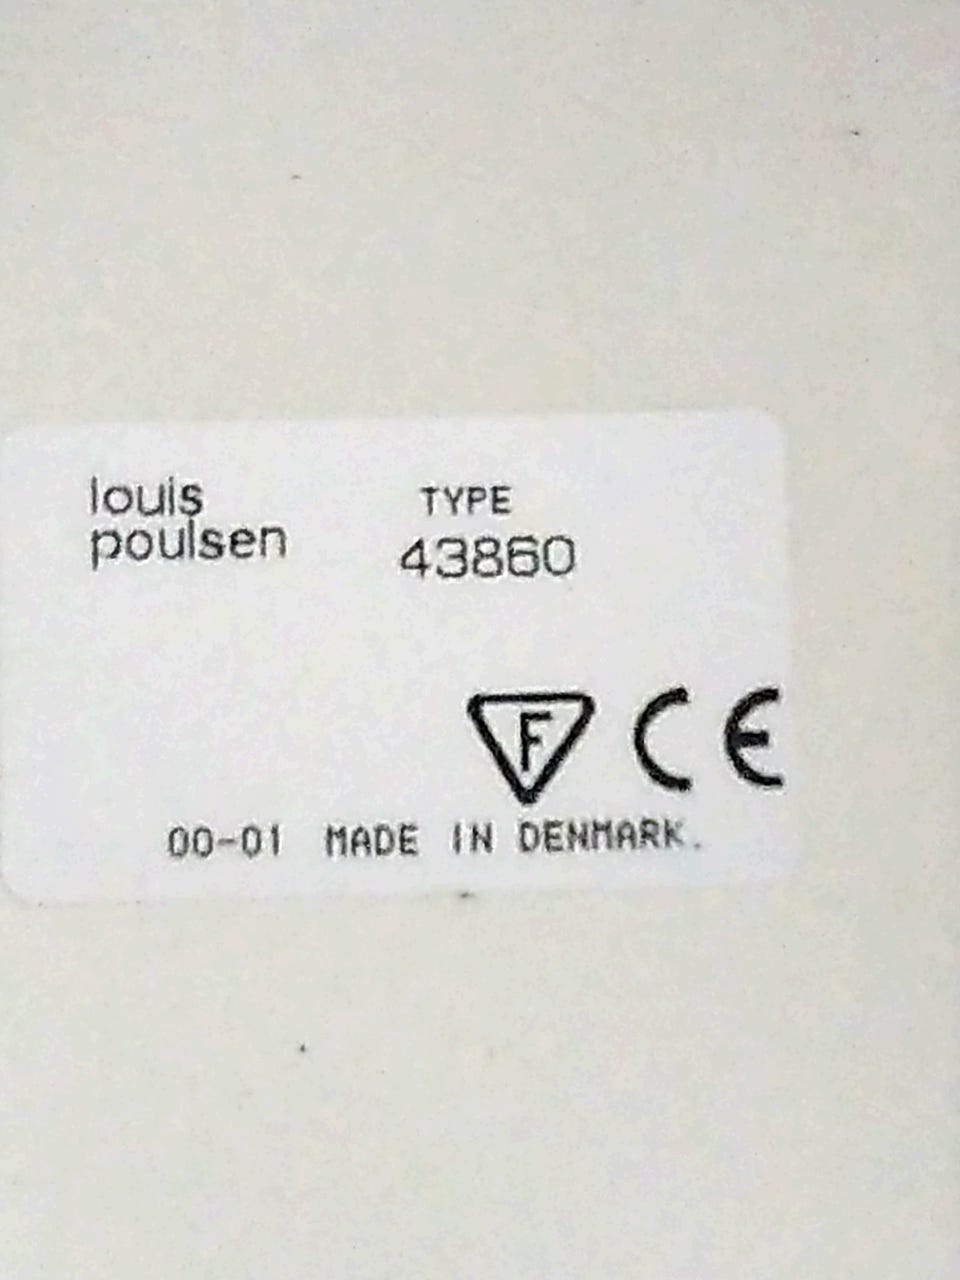 louis
poulsen
TYPE
43860
F CE
00-01 MADE IN DENMARK.